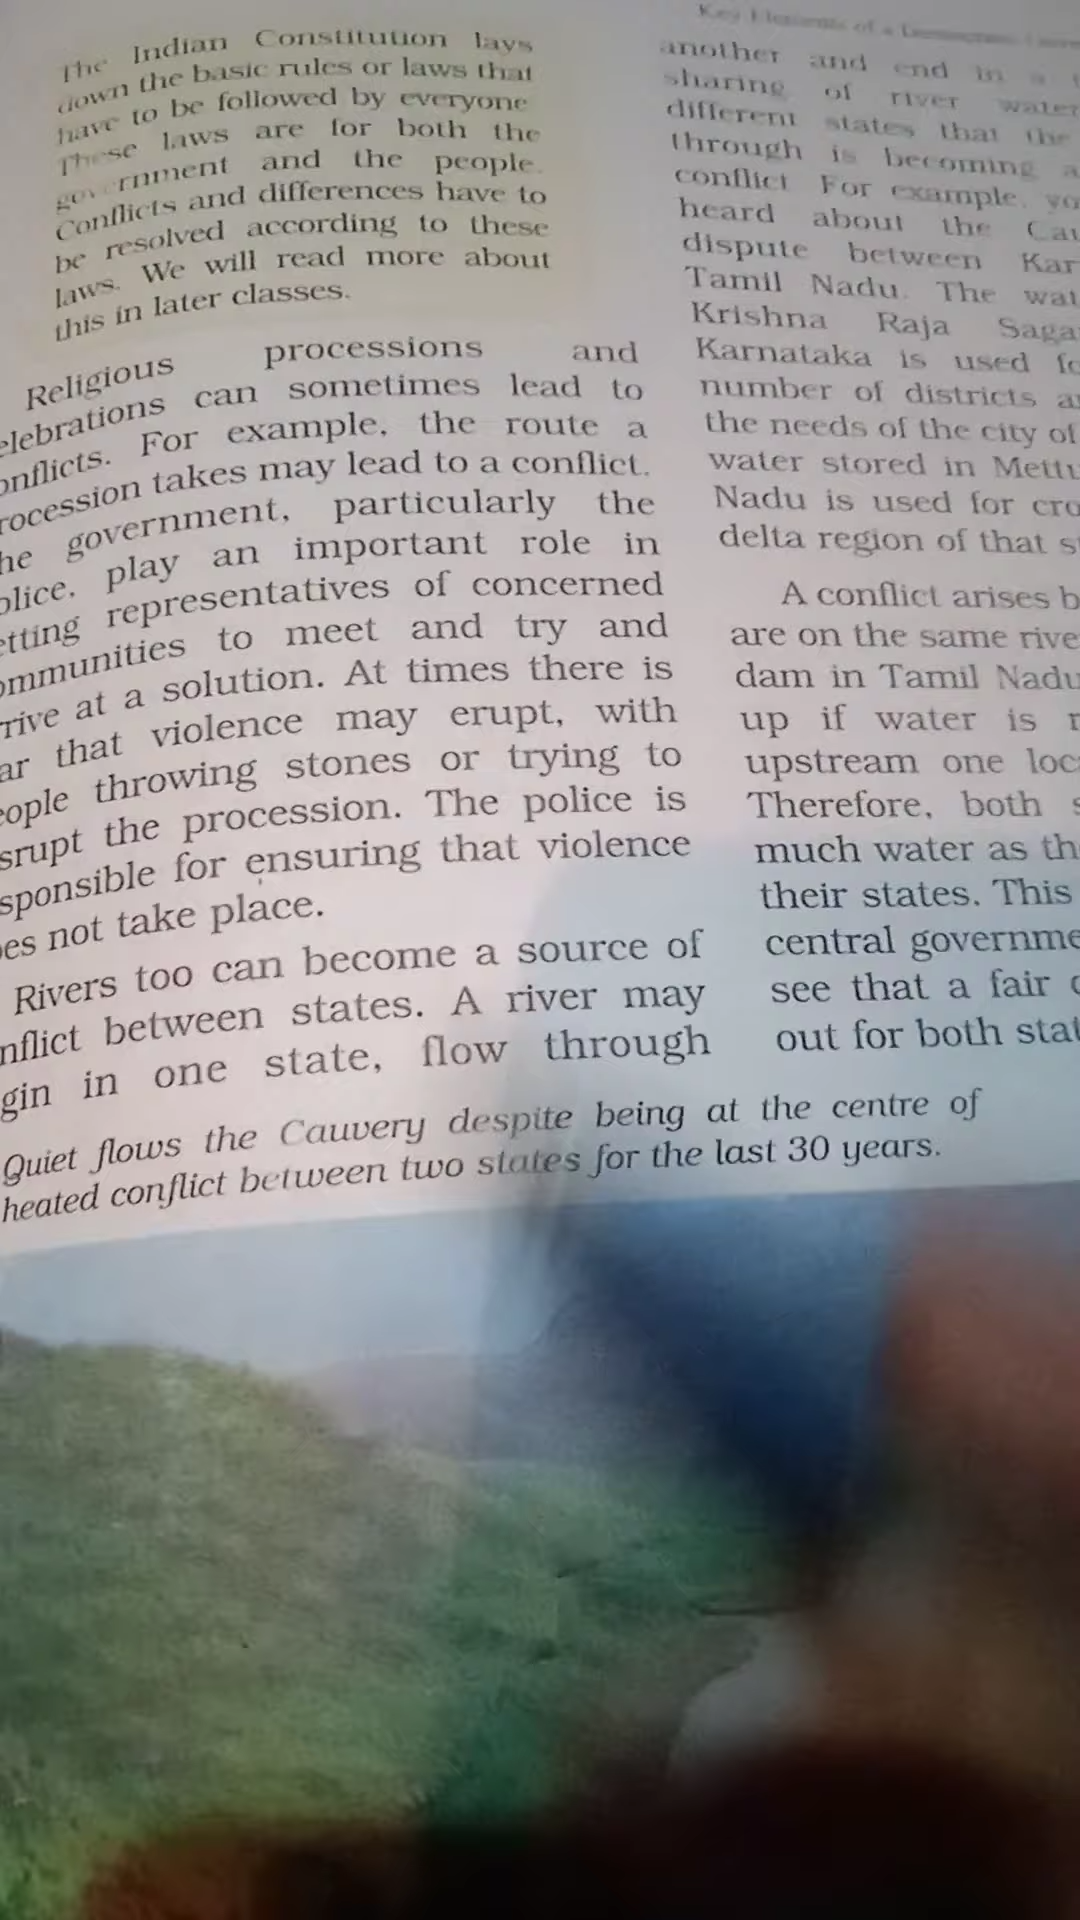 The Indian Constitution lays
down the basic rules or laws that
have to be followed by everyone
These laws are for both the
government and the people.
Conflicts and differences have to
be resolved according to these
laws. We will read more about
this in later classes.
Religious processions and
elebrations can sometimes lead to
onflicts. For example, the route a
rocession takes may lead to a conflict.
he government, particularly the
olice, play an important role in
etting representatives of concerned
ommunities to meet and try and
rive at a solution. At times there is
ar that violence may erupt, with
eople throwing stones or trying to
srupt the procession. The police is
sponsible for ensuring that violence
es not take place.
Rivers too can become a source of
nflict between states. A river may
gin in one state, flow through
Key Elements of a
another and end in a
sharing of river water
different states that the
through is becoming a
conflict For example, yo
heard about the Cau
dispute between Kar
Tamil Nadu. The wat
Krishna Raja Saga
Karnataka is used fo
number of districts a
the needs of the city of
water stored in Mettu
Nadu is used for cro
delta region of that s
A conflict arises b
are on the same rive
dam in Tamil Nadu
up if water is r
upstream one loc
Therefore, both s
much water as th
their states. This
central governme
see that a fair
out for both stat
Quiet flows the Cauvery despite being at the centre of
heated conflict between two states for the last 30 years.